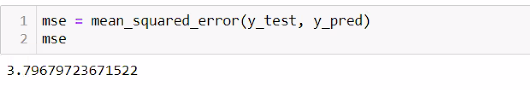 1 mse = mean_squared_error(y_test, y_pred)
2 mse
3.79679723671522